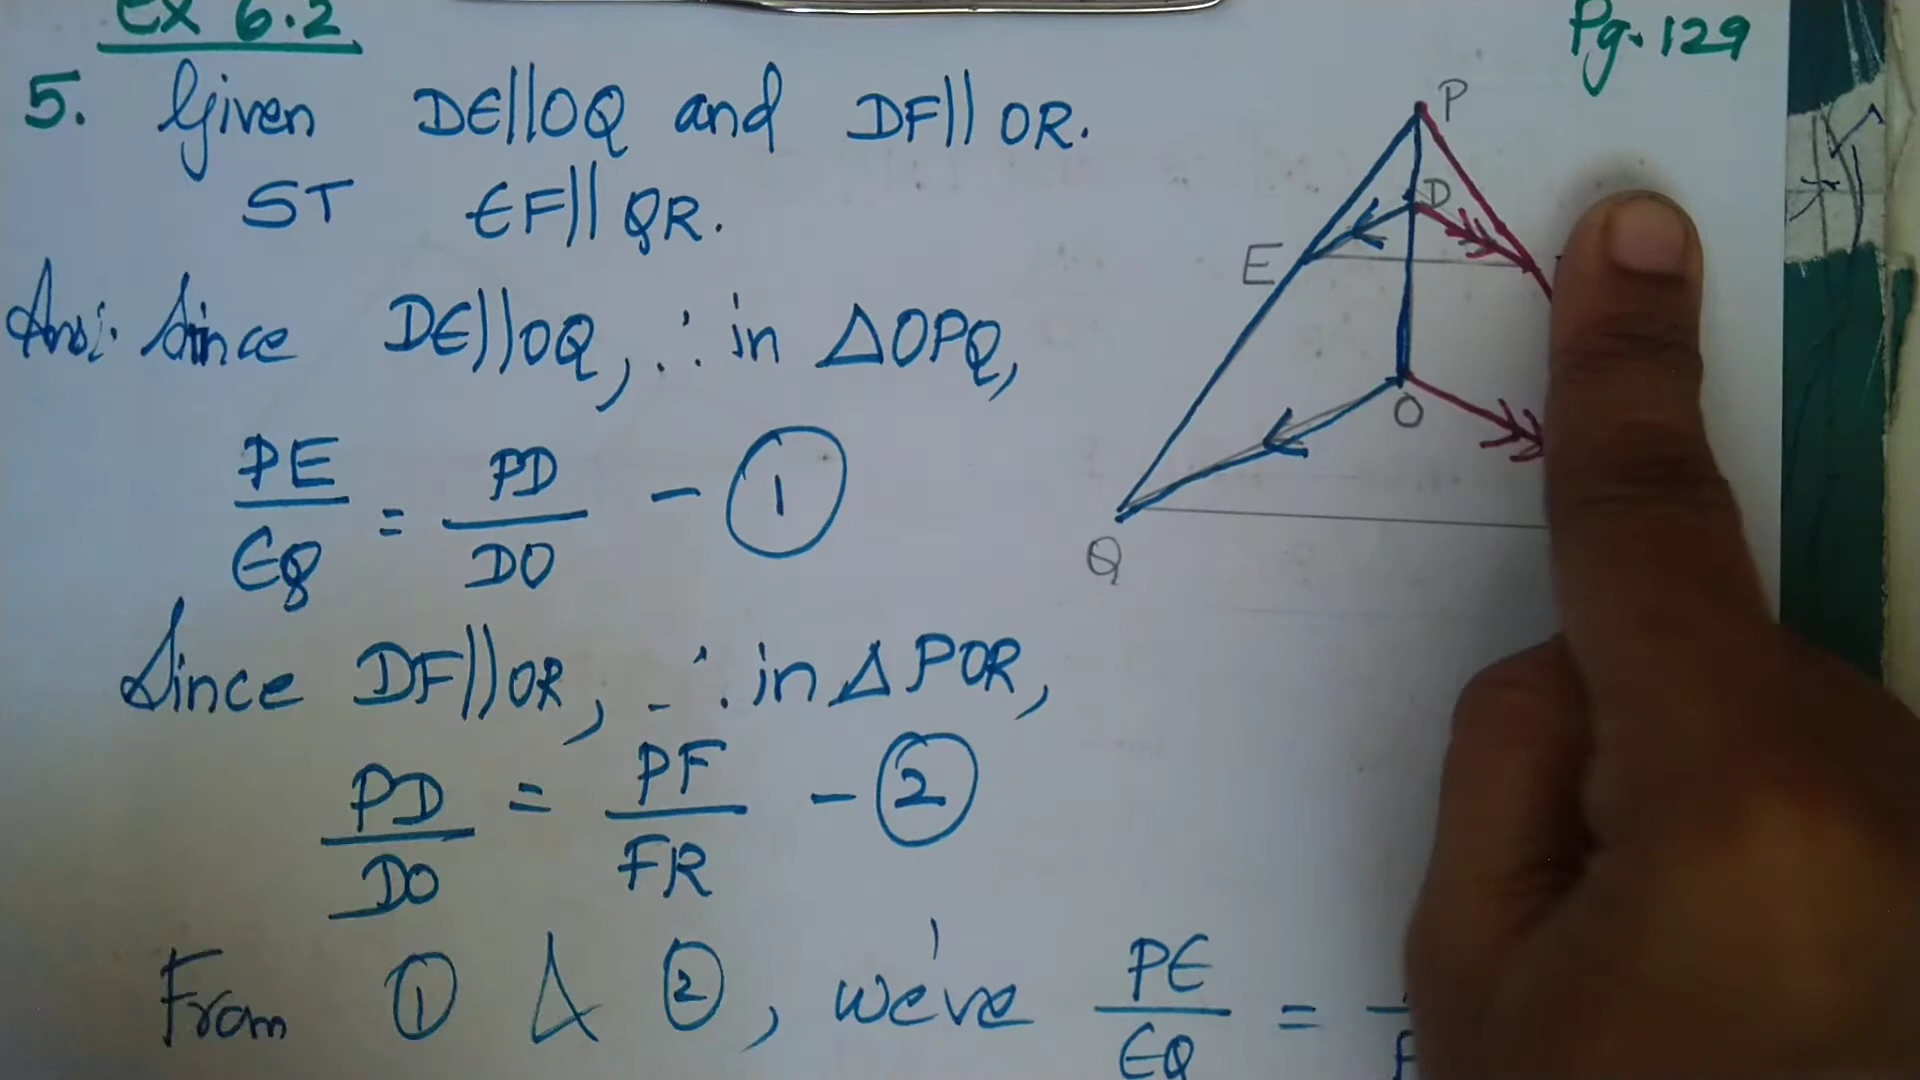 Ex 6.2
Pg. 129
5. Given DE||OQ and DF|| OR.
ST EF|| QR.
Ans: Since DE||OQ, ∴ in △OPQ,
PE/EQ = PD/DO - ①
Since DF||OR, ∴ in △POR,
PD/DO = PF/FR - ②
From ① & ②, we've PE/EQ =
P
D
E
O
Q